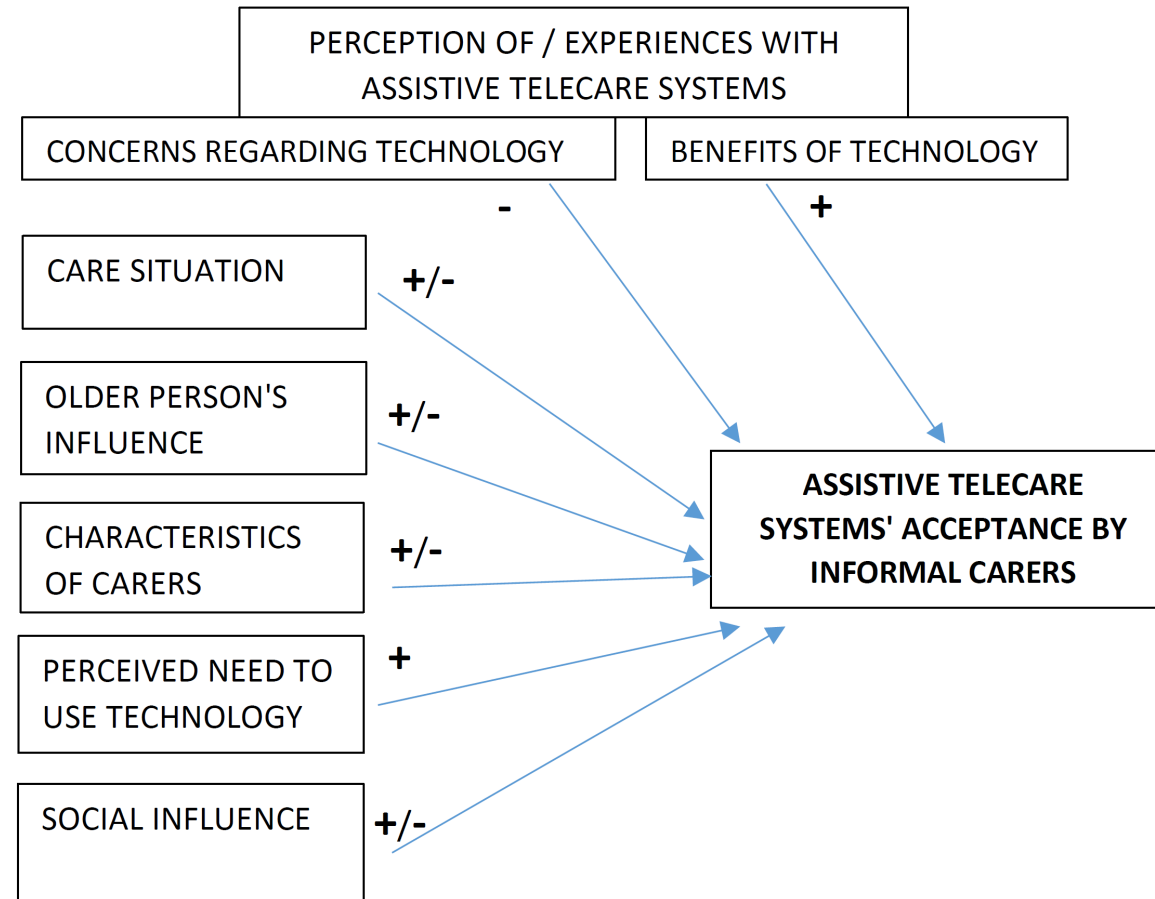 PERCEPTION OF / EXPERIENCES WITH
ASSISTIVE TELECARE SYSTEMS
CONCERNS REGARDING TECHNOLOGY
BENEFITS OF TECHNOLOGY
-
+
CARE SITUATION
+/-
OLDER PERSON'S
INFLUENCE
+/-
CHARACTERISTICS
OF CARERS
+/-
PERCEIVED NEED TO
USE TECHNOLOGY
+
SOCIAL INFLUENCE
+/-
ASSISTIVE TELECARE
SYSTEMS' ACCEPTANCE BY
INFORMAL CARERS